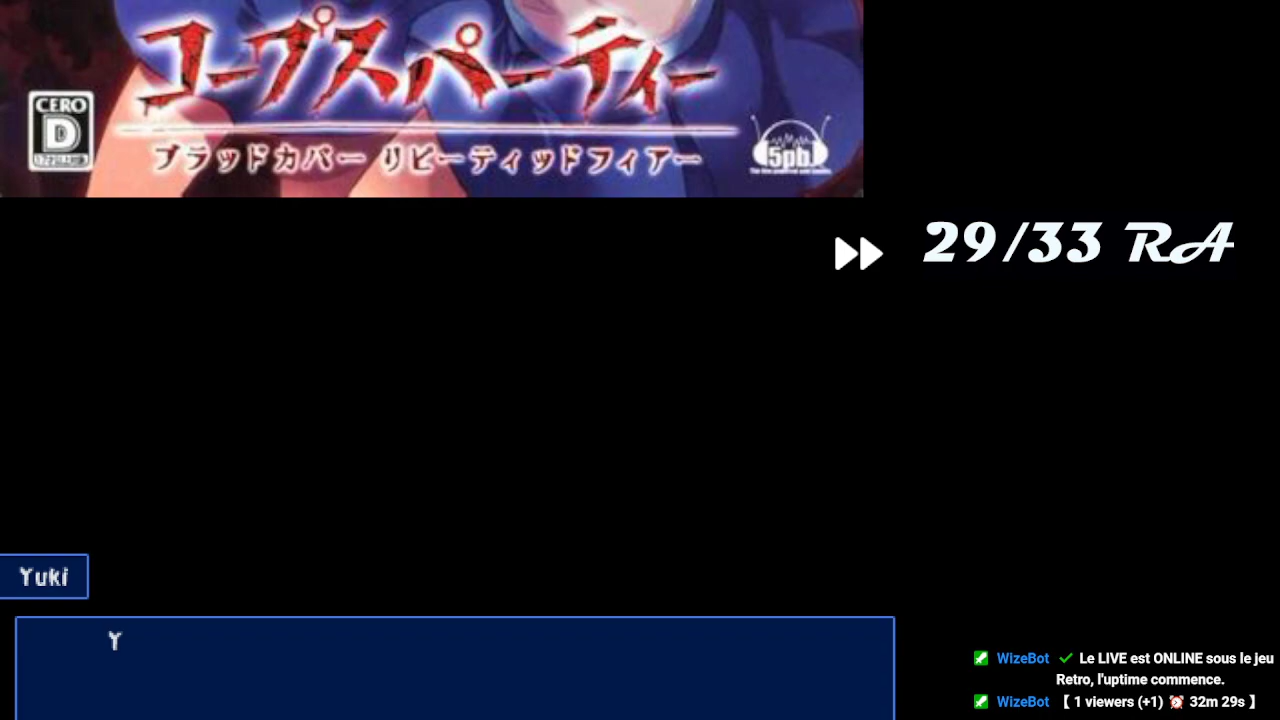 コープスパーティー
CERO
D
ブラッドカバー リピーティッドフィアー
5pb.
29/33 RA
Yuki
Y
WizeBot Le LIVE est ONLINE sous le jeu
Retro, l'uptime commence.
WizeBot 【 1 viewers (+1) ⏰ 32m 29s 】